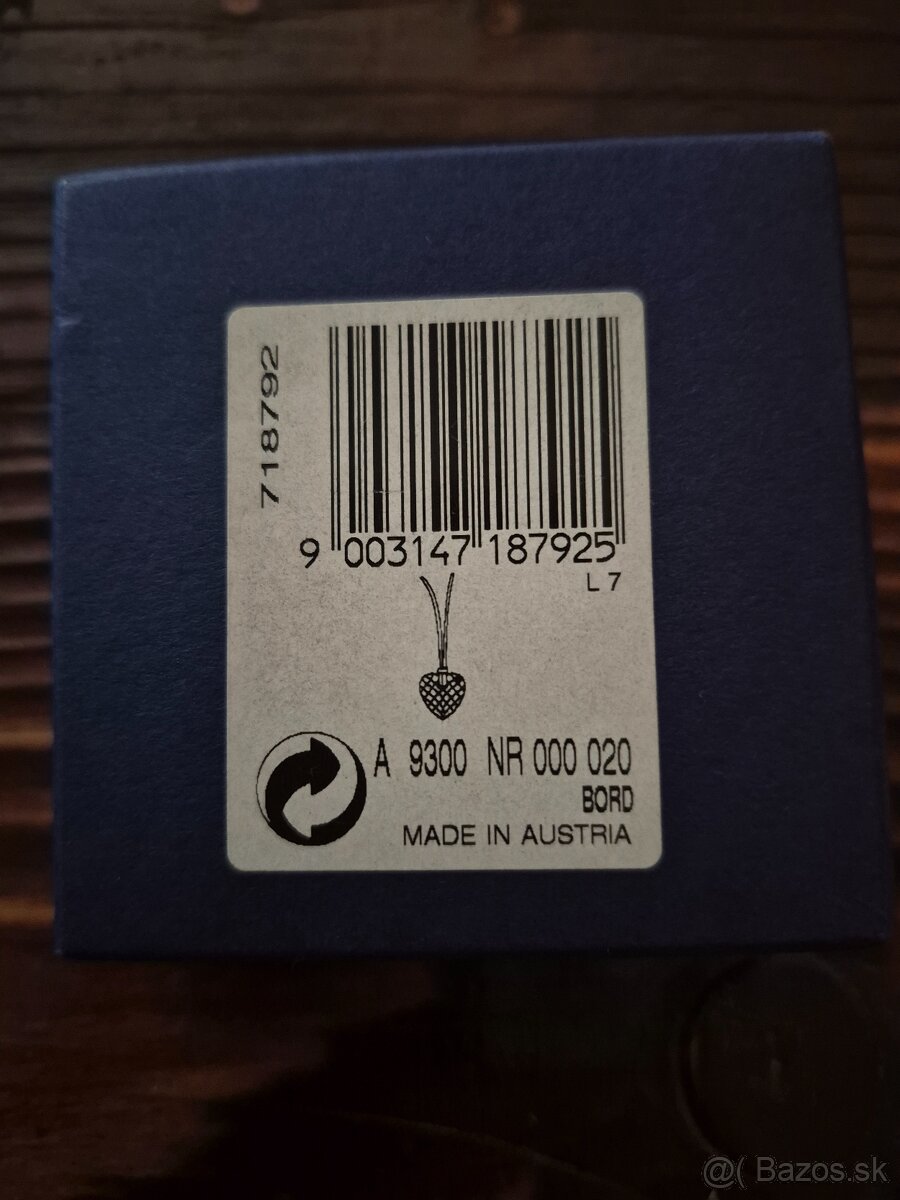 718792
9 003147 187925
L 7
A 9300 NR 000 020
BORD
MADE IN AUSTRIA
@( Bazos.sk